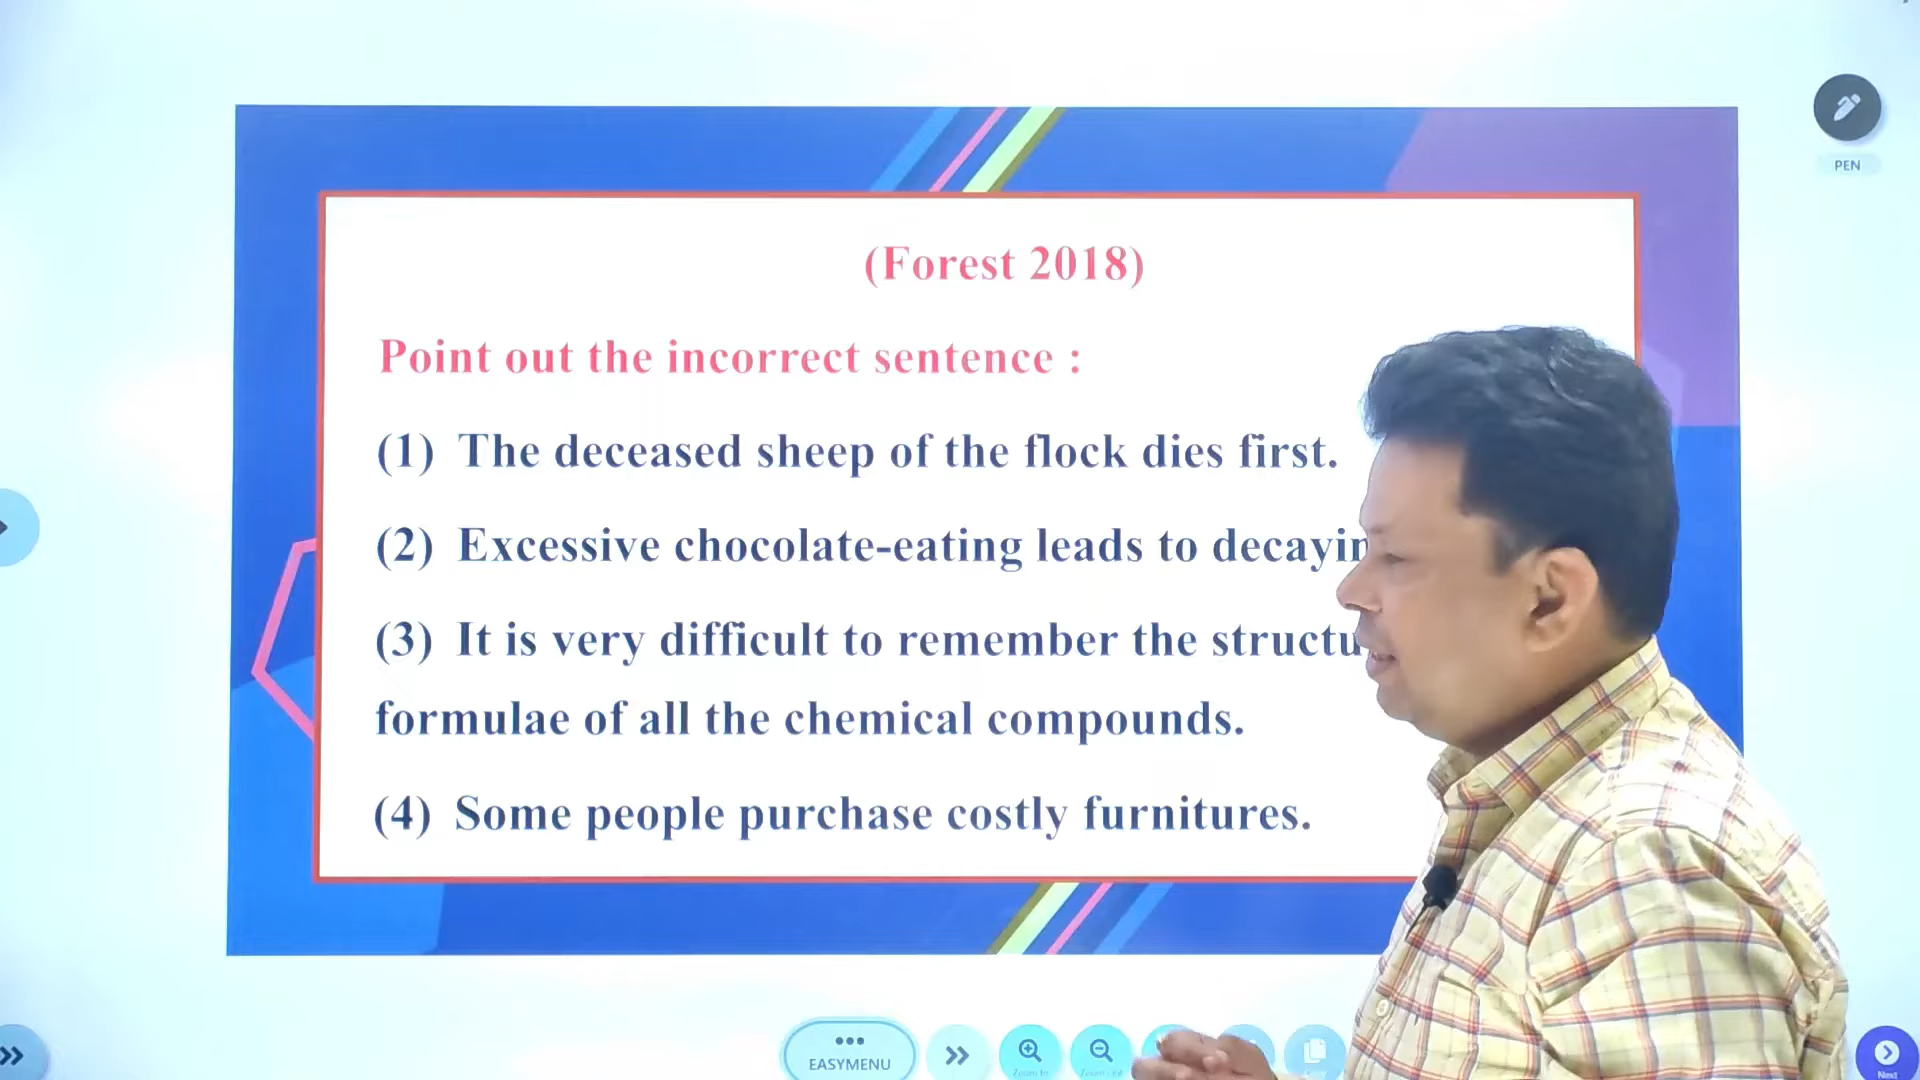 (Forest 2018)
PEN
Point out the incorrect sentence :
(1) The deceased sheep of the flock dies first.
(2) Excessive chocolate-eating leads to
(3) It is very difficult to remember the
formulae of all the chemical compounds.
(4) Some people purchase costly furnitures.
EASYMENU
Next